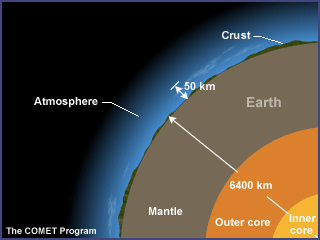 Crust
50 km
Atmosphere
Earth
6400 km
Mantle
Outer core
Inner
core
The COMET Program